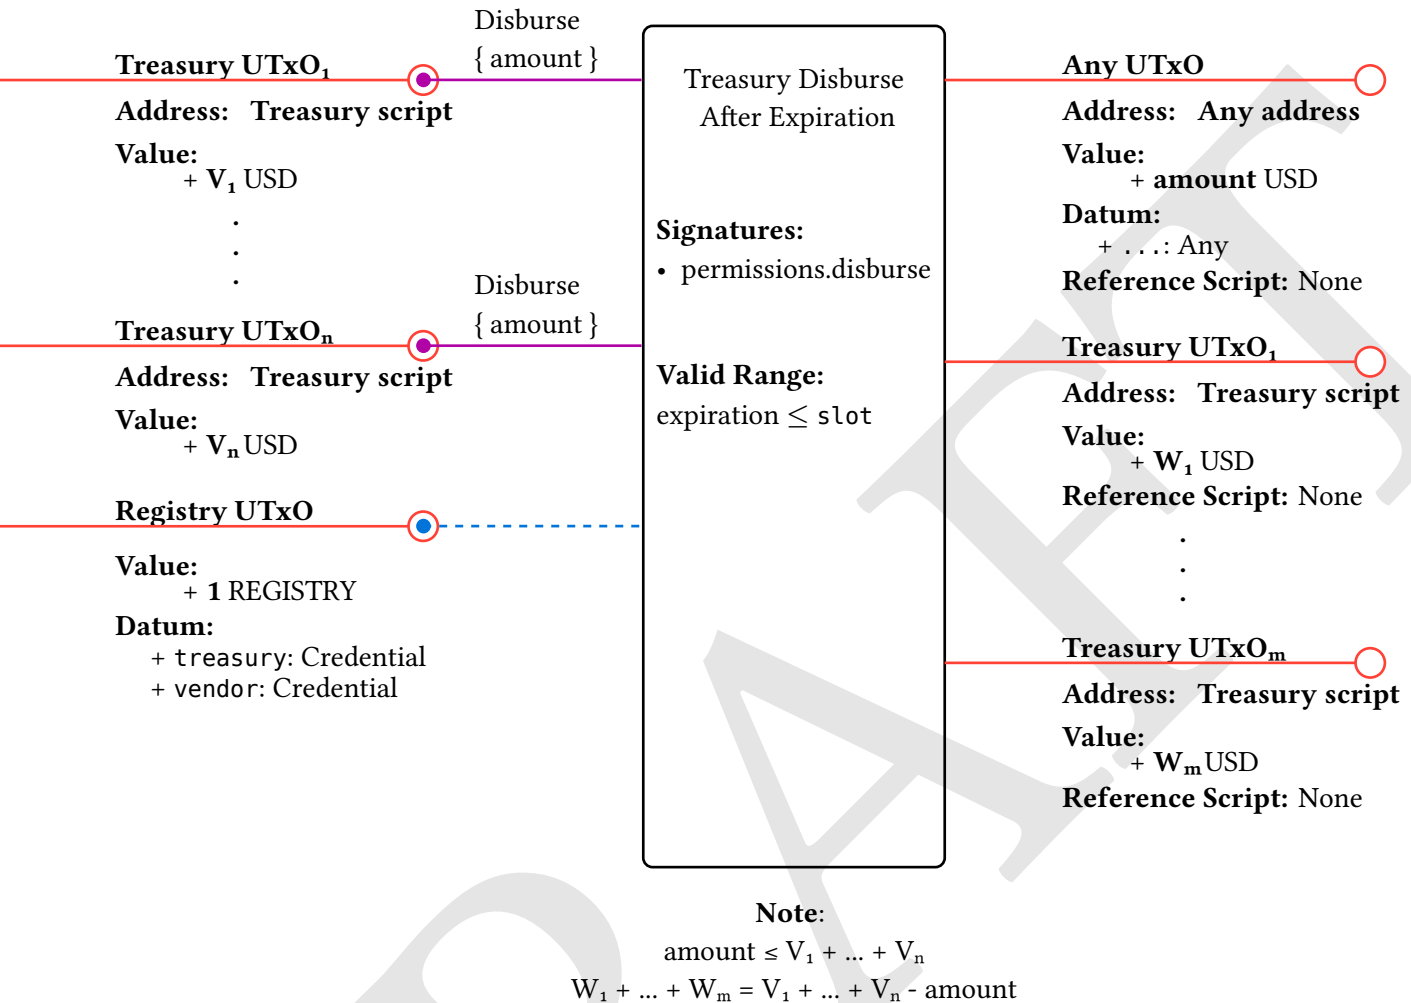 Disburse
{ amount }
Treasury UTxO₁
Address: Treasury script
Value:
+ V₁ USD
.
.
.
Disburse
{ amount }
Treasury UTxOₙ
Address: Treasury script
Value:
+ Vₙ USD
Registry UTxO
Value:
+ 1 REGISTRY
Datum:
+ treasury: Credential
+ vendor: Credential
Treasury Disburse
After Expiration
Signatures:
• permissions.disburse
Valid Range:
expiration ≤ slot
Any UTxO
Address: Any address
Value:
+ amount USD
Datum:
+ ...: Any
Reference Script: None
Treasury UTxO₁
Address: Treasury script
Value:
+ W₁ USD
Reference Script: None
.
.
.
Treasury UTxOₘ
Address: Treasury script
Value:
+ Wₘ USD
Reference Script: None
Note:
amount ≤ V₁ + ... + Vₙ
W₁ + ... + Wₘ = V₁ + ... + Vₙ - amount